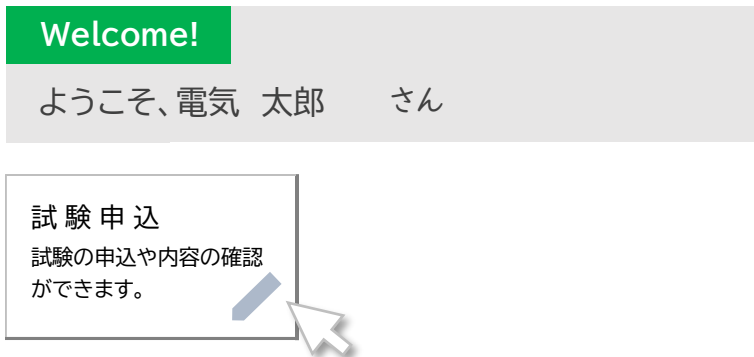 Welcome!
ようこそ、電気 太郎 さん
試験申込
試験の申込や内容の確認
ができます。